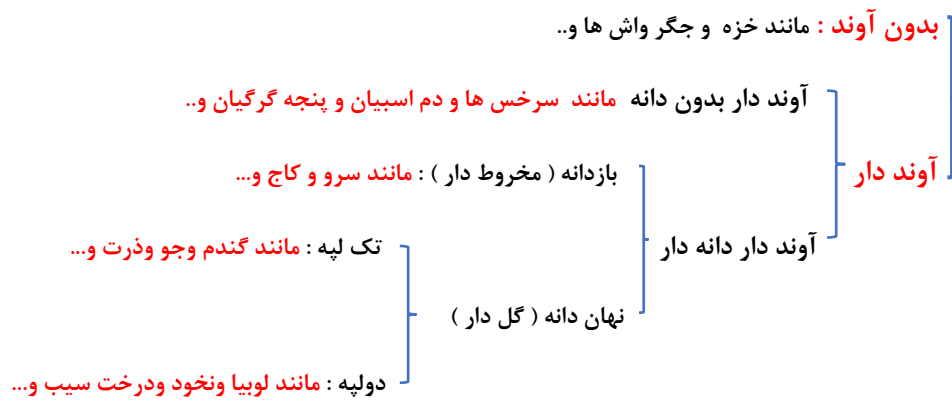 بدون آوند : مانند خزه و جگر واش ها و..
آوند دار بدون دانه مانند سرخس ها و دم اسبیان و پنجه گرگیان و..
آوند دار
بازدانه ( مخروط دار ) : مانند سرو و کاج و...
آوند دار دانه دار
تک لپه : مانند گندم وجو وذرت و...
نهان دانه ( گل دار )
دولپه : مانند لوبیا ونخود ودرخت سیب و...